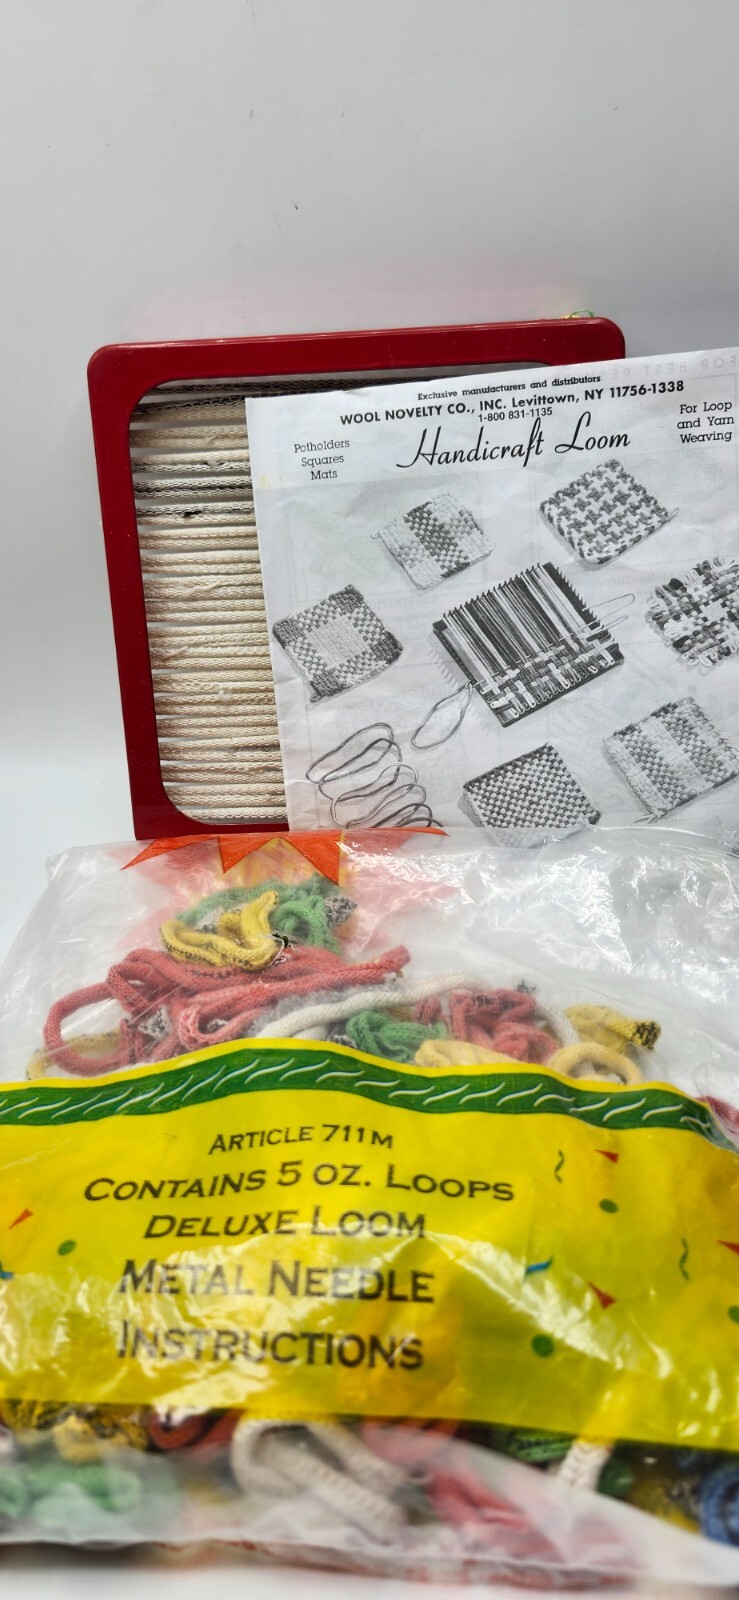 Exclusive manufacturers and distributors
WOOL NOVELTY CO., INC. Levittown, NY 11756-1338
1-800 831-1135
Handicraft Loom
Potholders
Squares
Mats
For Loop
and Yarn
Weaving
ARTICLE 711M
CONTAINS 5 OZ. LOOPS
DELUXE LOOM
METAL NEEDLE
INSTRUCTIONS